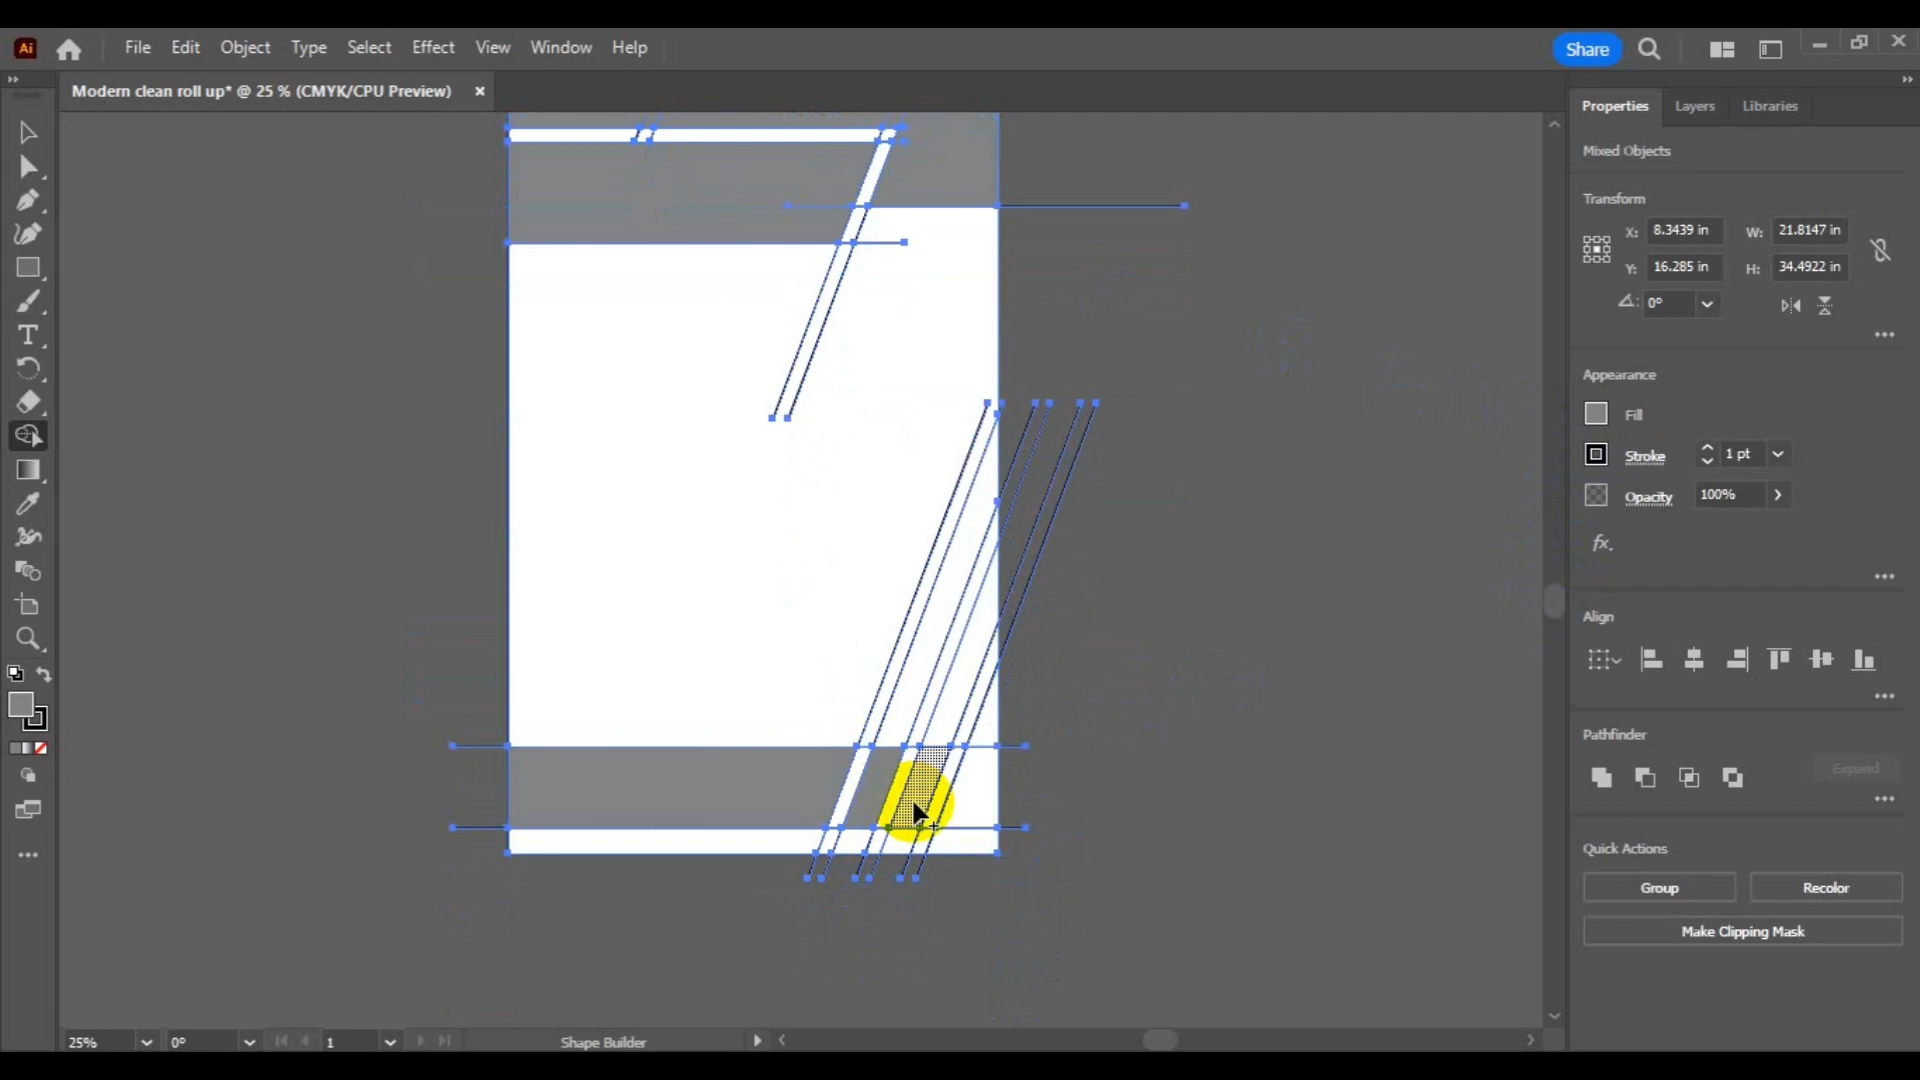 Ai File Edit Object Type Select Effect View Window Help Share
Modern clean roll up* @ 25 % (CMYK/CPU Preview) ×
Properties Layers Libraries
Mixed Objects
Transform
X: 8.3439 in W: 21.8147 in
Y: 16.285 in H: 34.4922 in
0°
Appearance
Fill
Stroke 1 pt
Opacity 100%
fx
Align
Pathfinder
Expand
Quick Actions
Group Recolor
Make Clipping Mask
25% 0° 1 Shape Builder